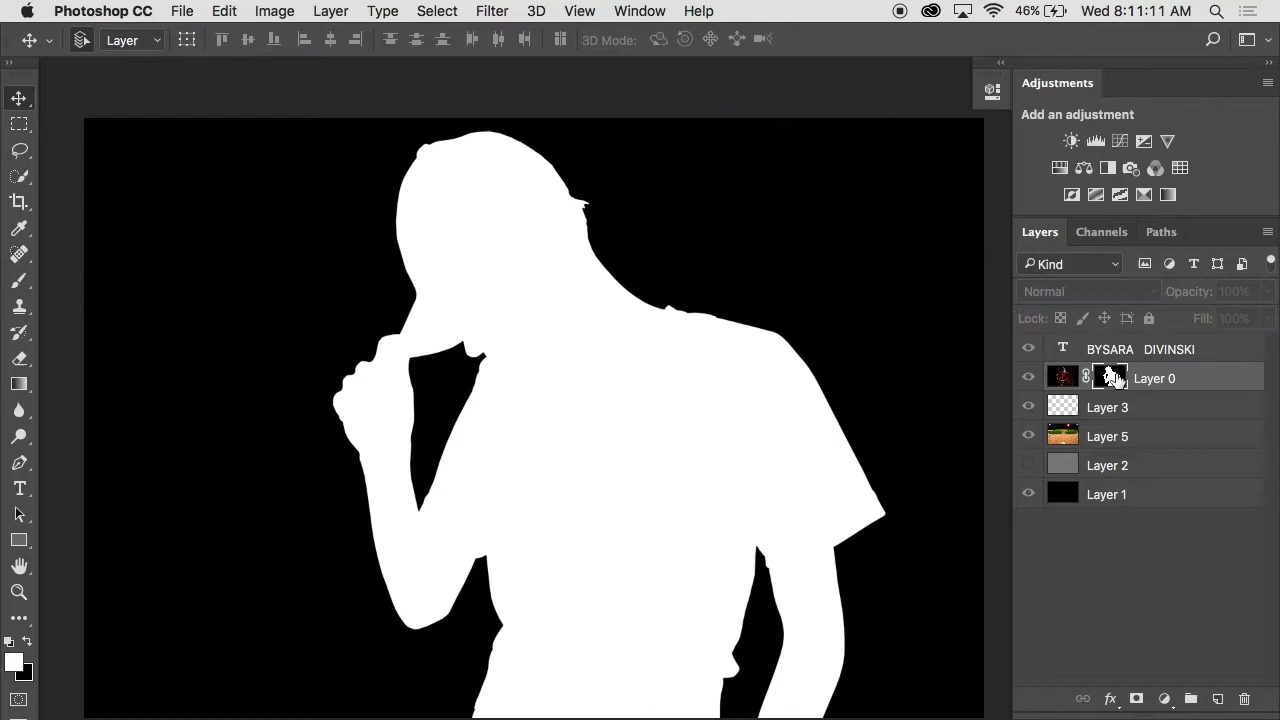 Photoshop CC File Edit Image Layer Type Select Filter 3D View Window Help 46% Wed 8:11:11 AM
Layer 3D Mode:
Adjustments
Add an adjustment
Layers Channels Paths
Kind
Normal Opacity: 100%
Lock: Fill: 100%
T BYSARA DIVINSKI
Layer 0
Layer 3
Layer 5
Layer 2
Layer 1
fx